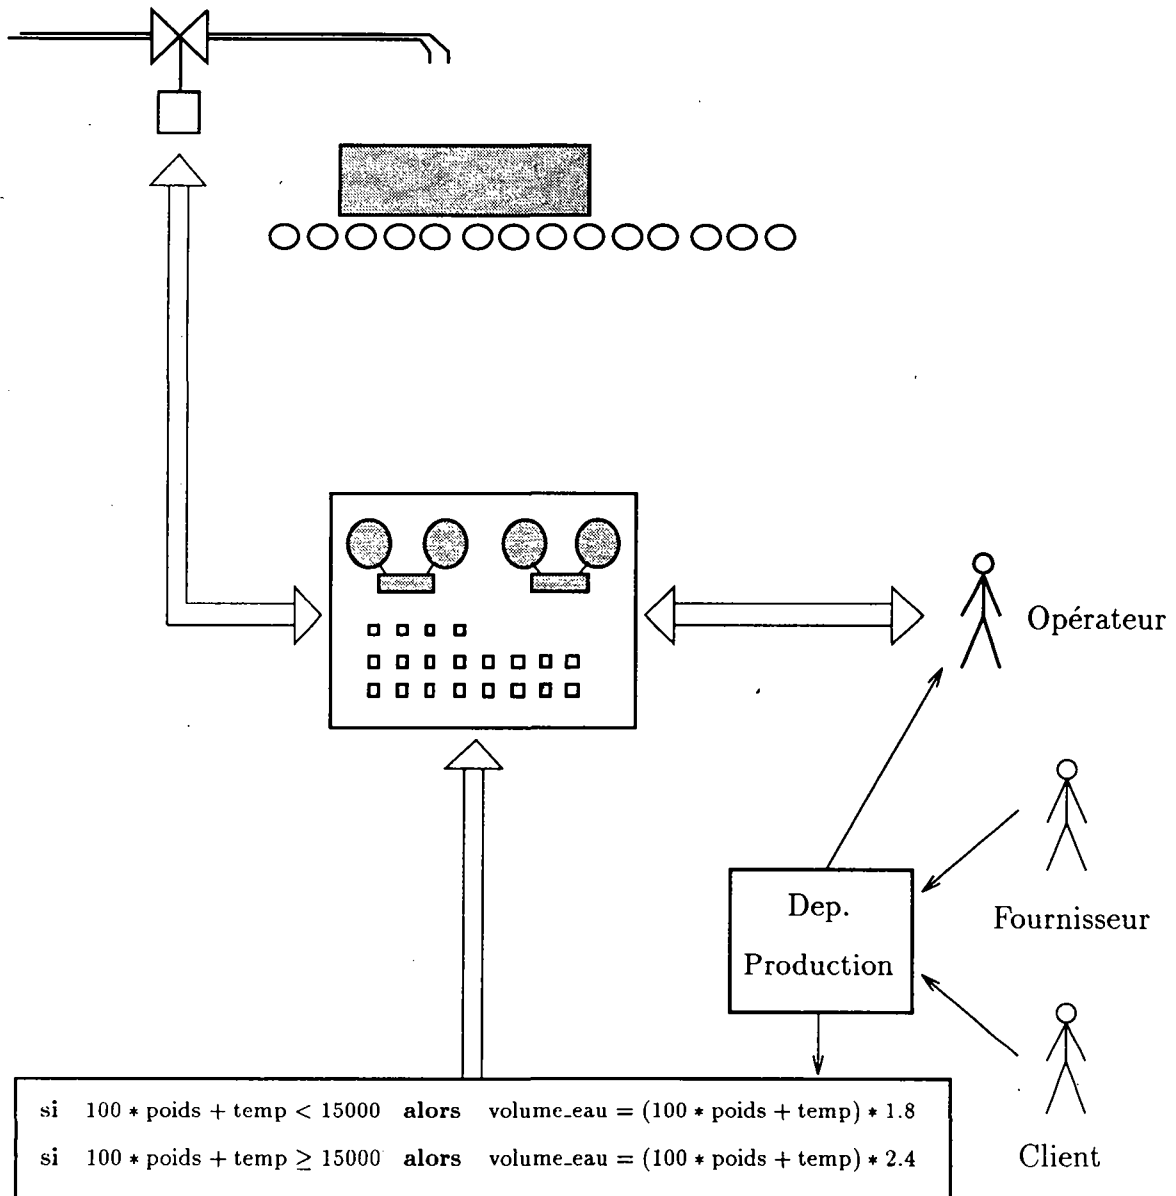 Opérateur
Dep.
Production
Fournisseur
si 100 * poids + temp < 15000 alors volume_eau = (100 * poids + temp) * 1.8
si 100 * poids + temp ≥ 15000 alors volume_eau = (100 * poids + temp) * 2.4
Client